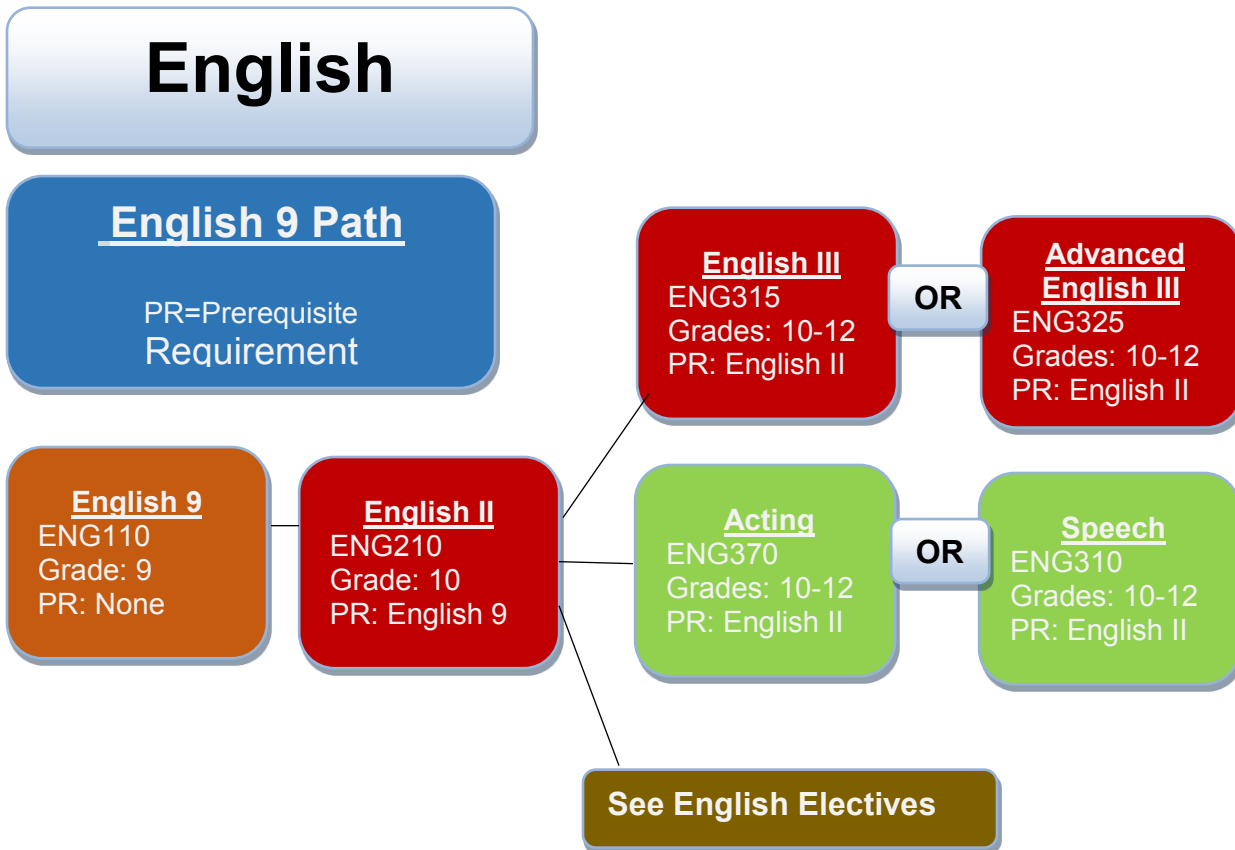 English
English 9 Path
PR=Prerequisite
Requirement
English 9
ENG110
Grade: 9
PR: None
English II
ENG210
Grade: 10
PR: English 9
English III
ENG315
Grades: 10-12
PR: English II
OR
Advanced
English III
ENG325
Grades: 10-12
PR: English II
Acting
ENG370
Grades: 10-12
PR: English II
OR
Speech
ENG310
Grades: 10-12
PR: English II
See English Electives